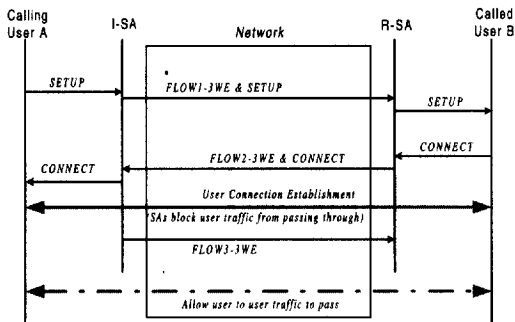 Calling
User A
I-SA
Network
R-SA
Called
User B
SETUP
FLOW1-3WE & SETUP
SETUP
CONNECT
FLOW2-3WE & CONNECT
CONNECT
User Connection Establishment
(SAs block user traffic from passing through)
FLOW3-3WE
Allow user to user traffic to pass